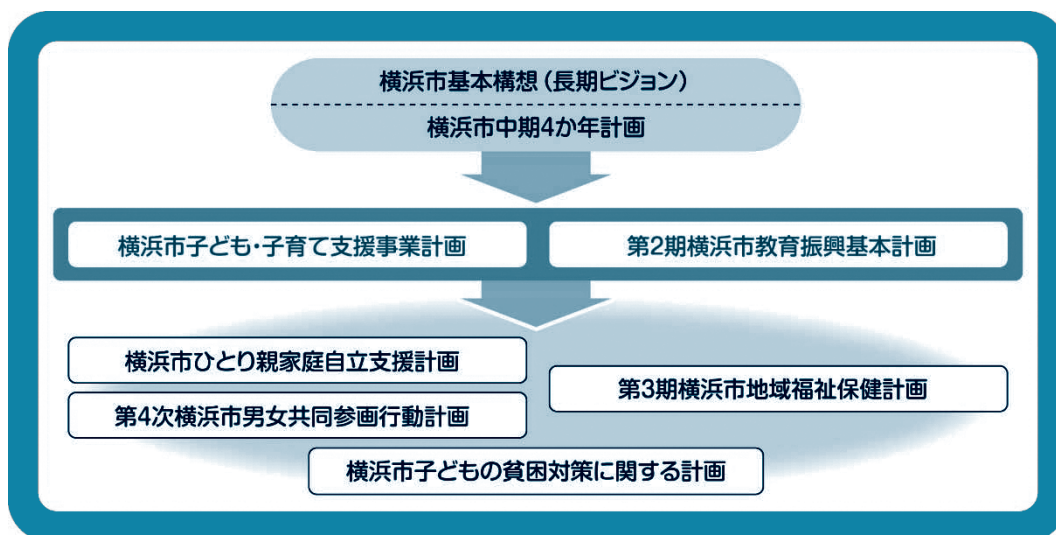 横浜市基本構想（長期ビジョン）
横浜市中期4か年計画
横浜市子ども・子育て支援事業計画
第2期横浜市教育振興基本計画
横浜市ひとり親家庭自立支援計画
第3期横浜市地域福祉保健計画
第4次横浜市男女共同参画行動計画
横浜市子どもの貧困対策に関する計画